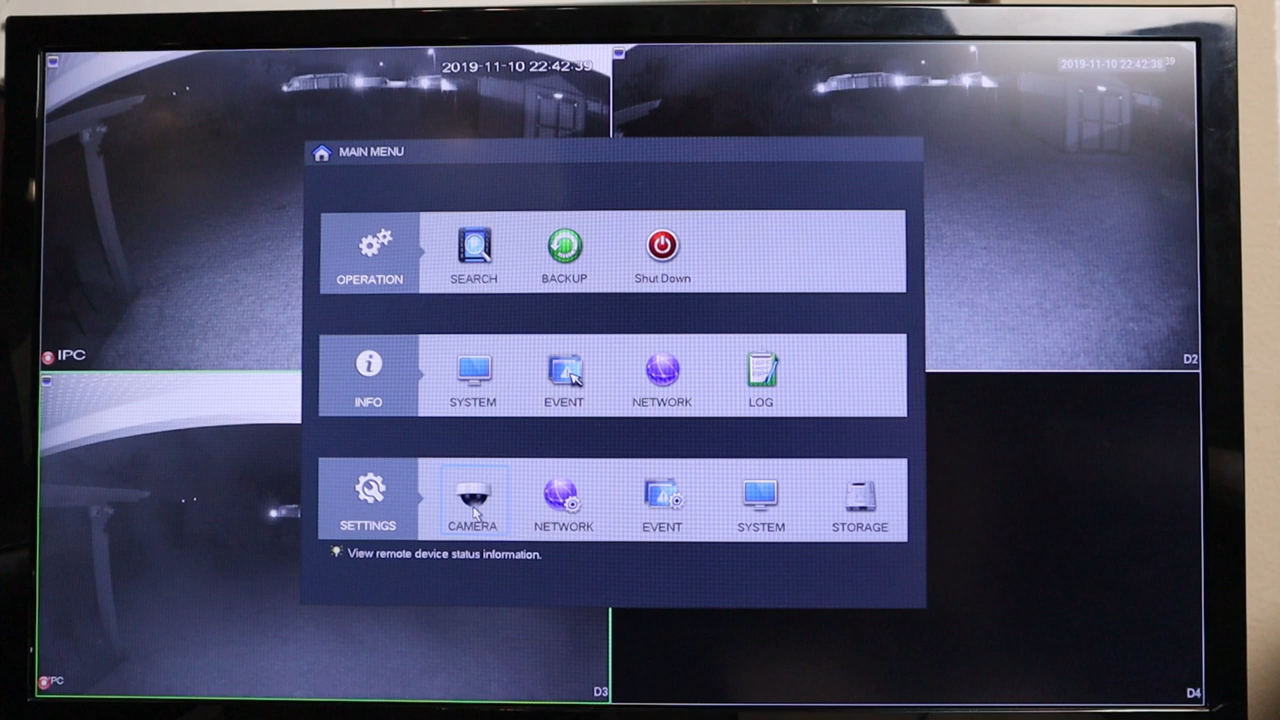 2019-11-10 22:42:39
2019-11-10 22:42:38
39
MAIN MENU
OPERATION
SEARCH
BACKUP
Shut Down
IPC
D2
INFO
SYSTEM
EVENT
NETWORK
LOG
SETTINGS
CAMERA
NETWORK
EVENT
SYSTEM
STORAGE
View remote device status information.
IPC
D3
D4